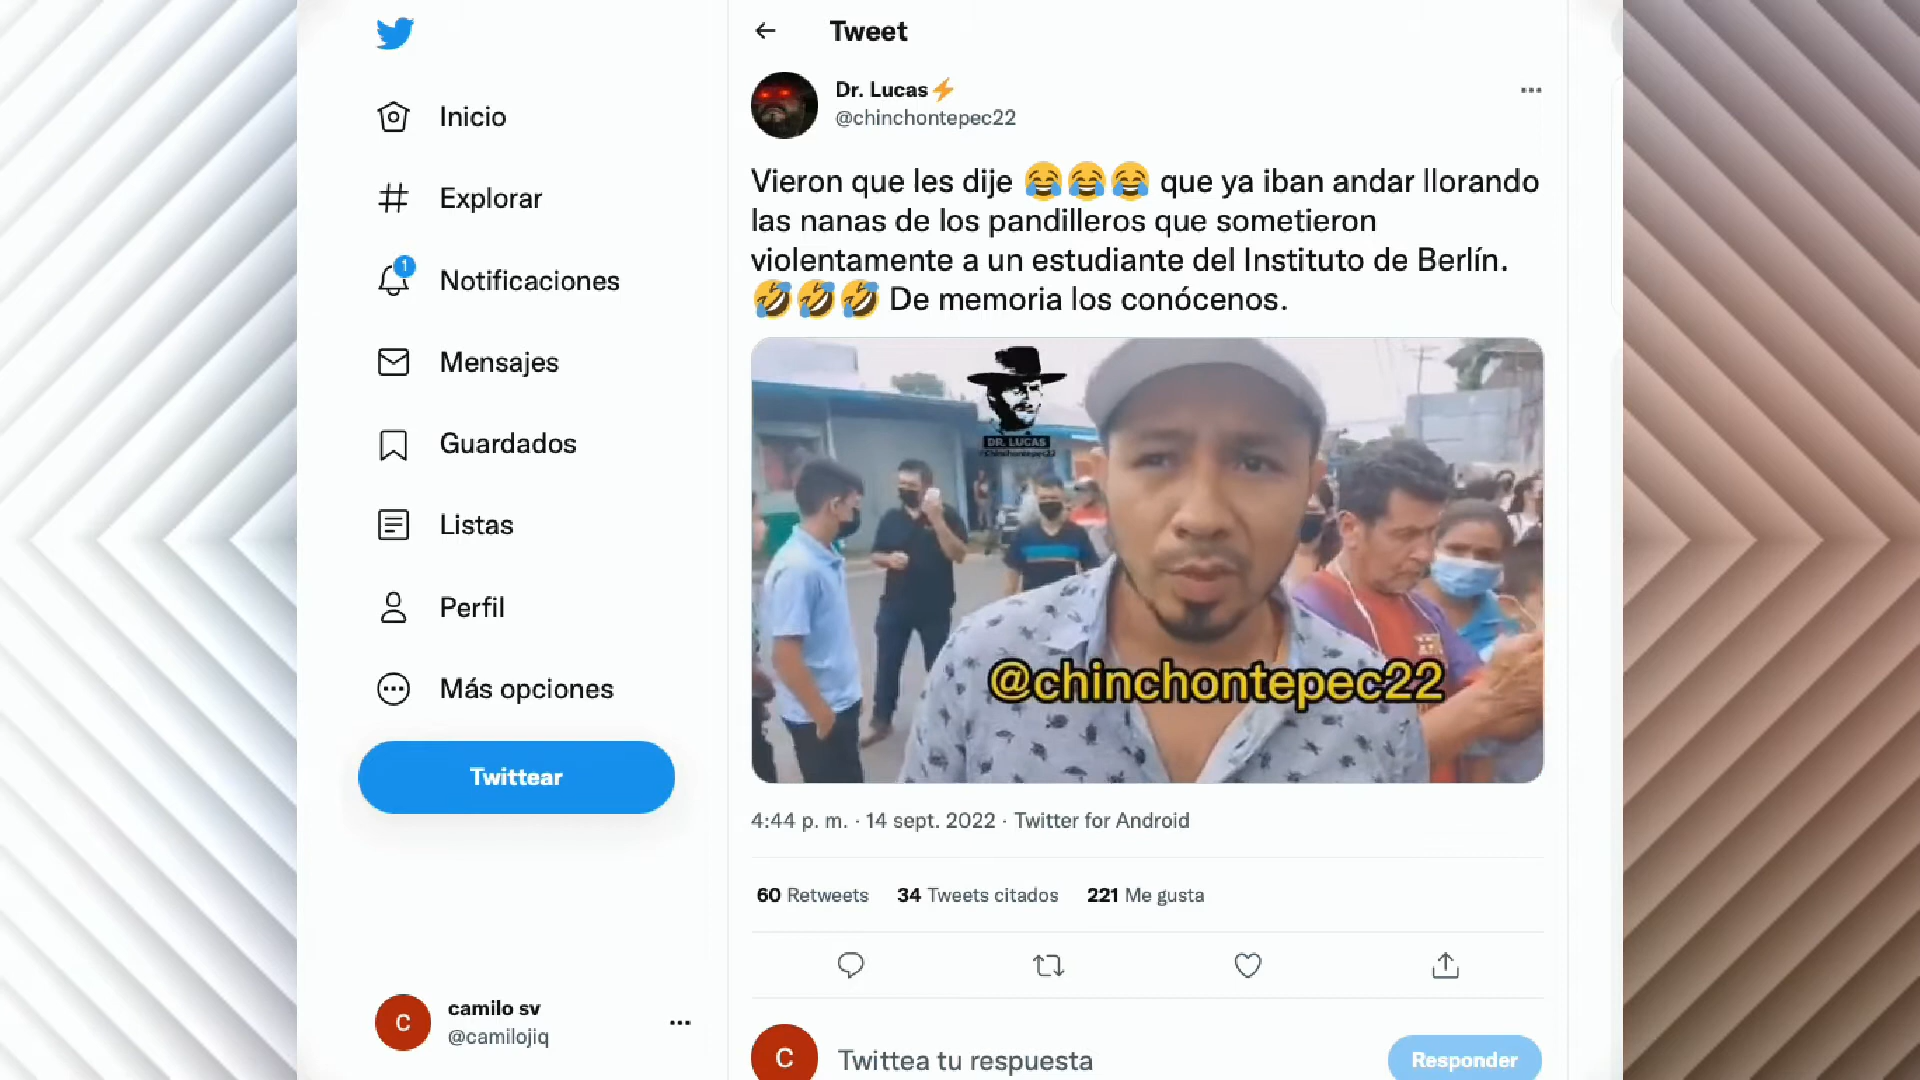 Tweet
Inicio
Explorar
1
Notificaciones
Mensajes
Guardados
Listas
Perfil
Más opciones
Twittear
camilo sv
@camilojiq
C
Dr. Lucas⚡
@chinchontepec22
Vieron que les dije 😂😂😂 que ya iban andar llorando
las nanas de los pandilleros que sometieron
violentamente a un estudiante del Instituto de Berlín.
🤣🤣🤣 De memoria los conócenos.
DR. LUCAS
@Chinchontepec22
@chinchontepec22
4:44 p. m. · 14 sept. 2022 · Twitter for Android
60 Retweets 34 Tweets citados 221 Me gusta
C
Twittea tu respuesta
Responder